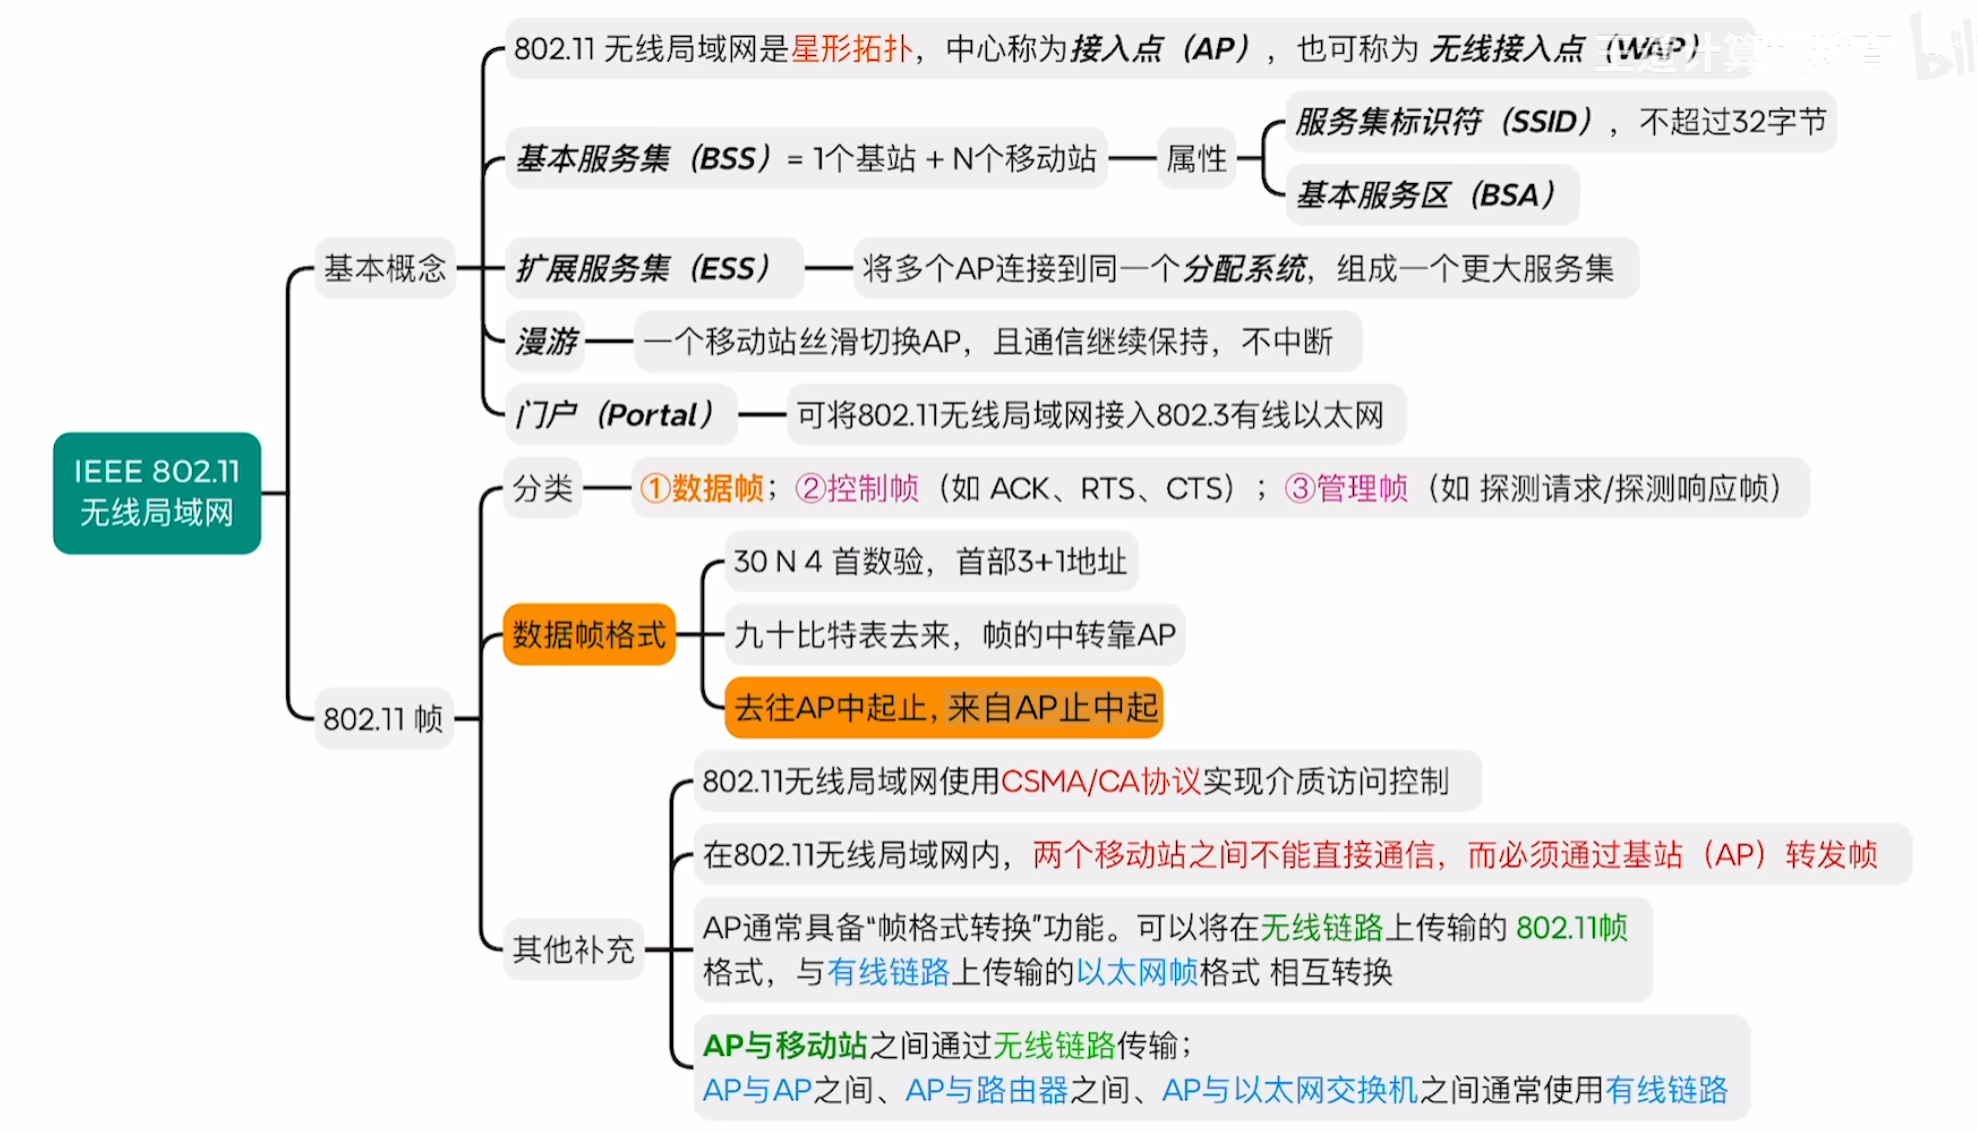 802.11 无线局域网是星形拓扑，中心称为接入点（AP），也可称为 无线接入点（WAP）
基本服务集（BSS）= 1个基站 + N个移动站
属性
服务集标识符（SSID），不超过32字节
基本服务区（BSA）
基本概念
扩展服务集（ESS）
将多个AP连接到同一个分配系统，组成一个更大服务集
漫游
一个移动站丝滑切换AP，且通信继续保持，不中断
门户（Portal）
可将802.11无线局域网接入802.3有线以太网
IEEE 802.11
无线局域网
分类
①数据帧；②控制帧（如 ACK、RTS、CTS）；③管理帧（如 探测请求/探测响应帧）
30 N 4 首数验，首部3+1地址
数据帧格式
九十比特表去来，帧的中转靠AP
去往AP中起止，来自AP止中起
802.11 帧
802.11无线局域网使用CSMA/CA协议实现介质访问控制
在802.11无线局域网内，两个移动站之间不能直接通信，而必须通过基站（AP）转发帧
其他补充
AP通常具备“帧格式转换”功能。可以将在无线链路上传输的 802.11帧
格式，与有线链路上传输的以太网帧格式 相互转换
AP与移动站之间通过无线链路传输；
AP与AP之间、AP与路由器之间、AP与以太网交换机之间通常使用有线链路